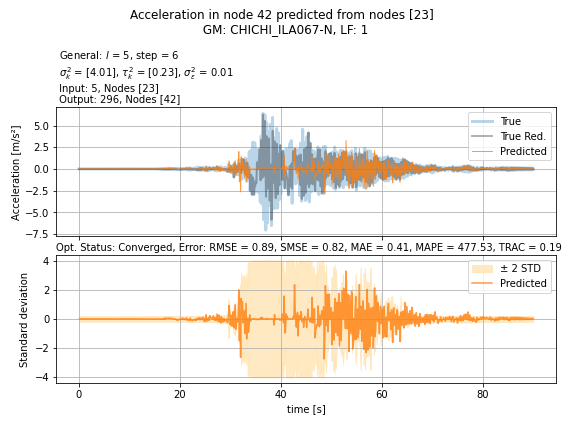 Acceleration in node 42 predicted from nodes [23]
GM: CHICHI_ILA067-N, LF: 1
General: l = 5, step = 6
σ²ₖ = [4.01], τ²ₖ = [0.23], σ²ε = 0.01
Input: 5, Nodes [23]
Output: 296, Nodes [42]
Acceleration [m/s²]
5.0
2.5
0.0
−2.5
−5.0
−7.5
True
True Red.
Predicted
Opt. Status: Converged, Error: RMSE = 0.89, SMSE = 0.82, MAE = 0.41, MAPE = 477.53, TRAC = 0.19
Standard deviation
4
2
0
−2
−4
± 2 STD
Predicted
0 20 40 60 80
time [s]